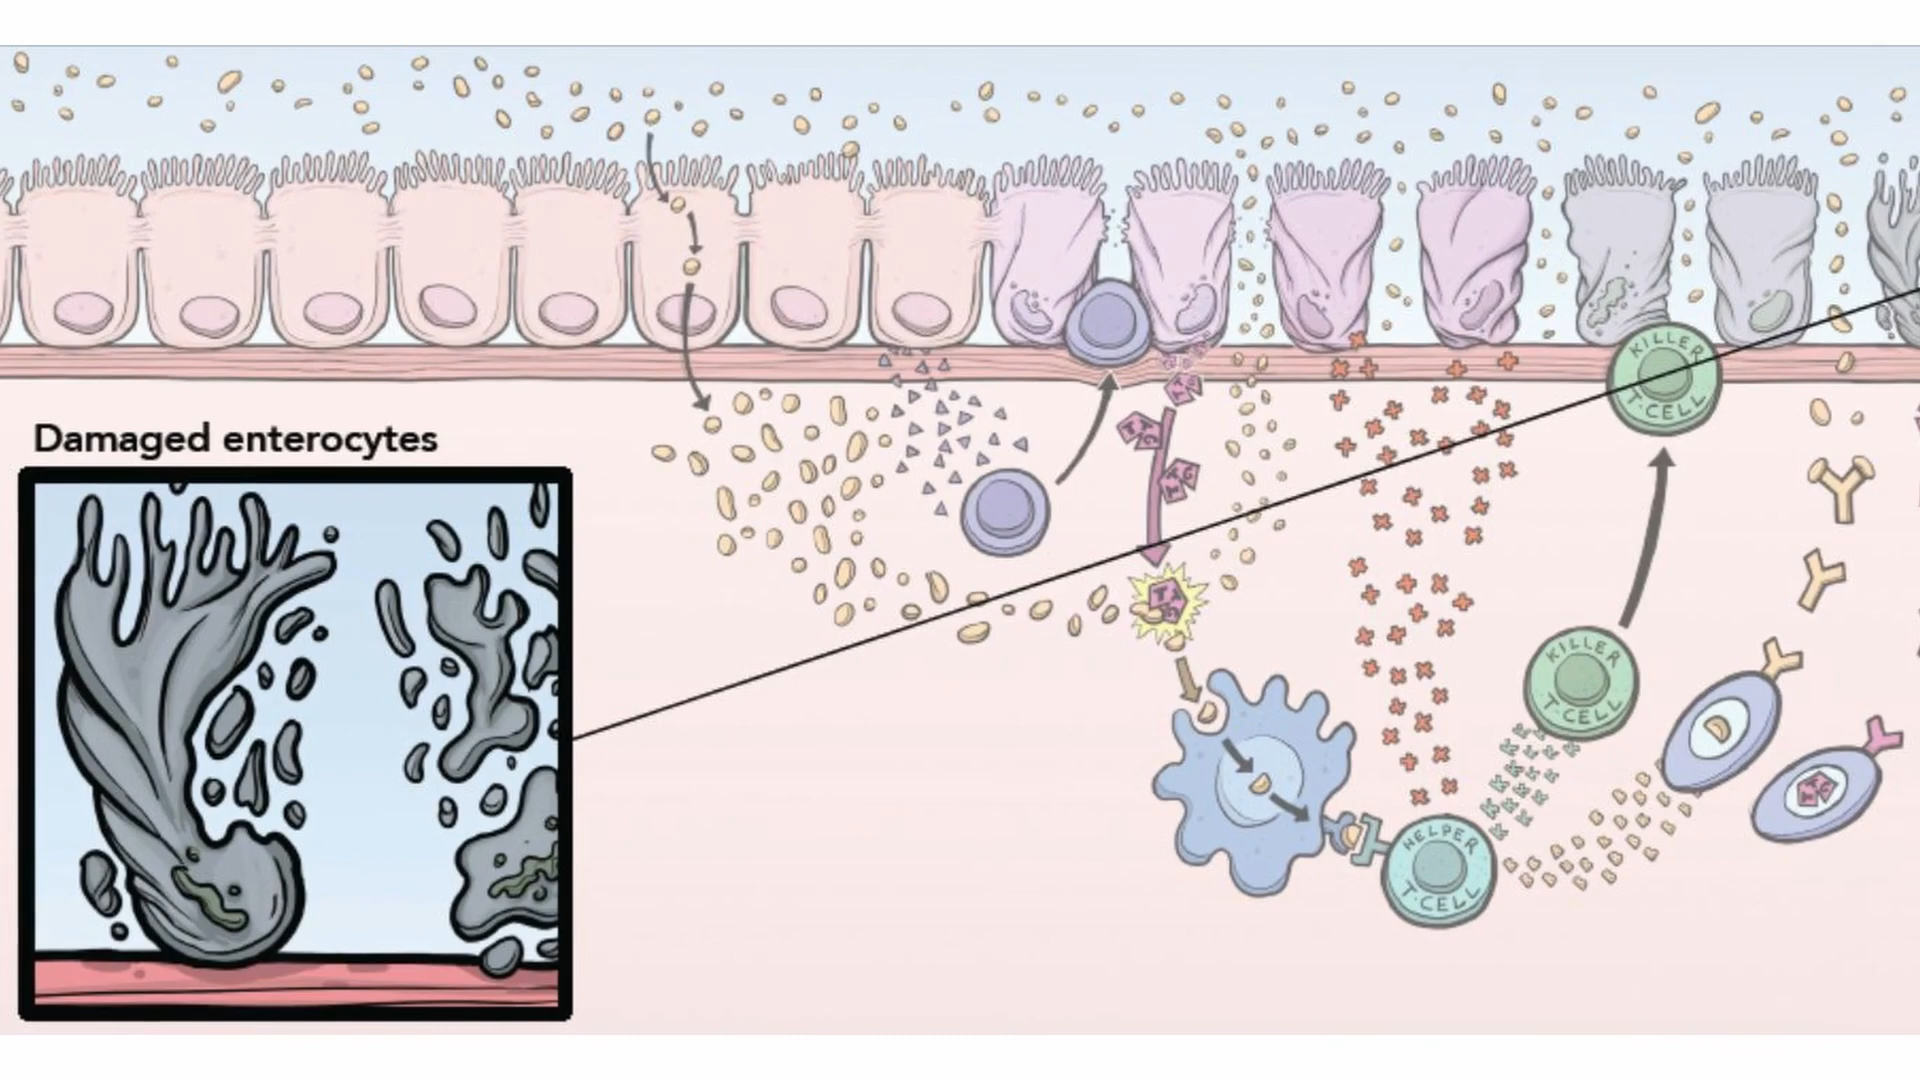 Damaged enterocytes
KILLER
T-CELL
KILLER
T-CELL
HELPER
T-CELL